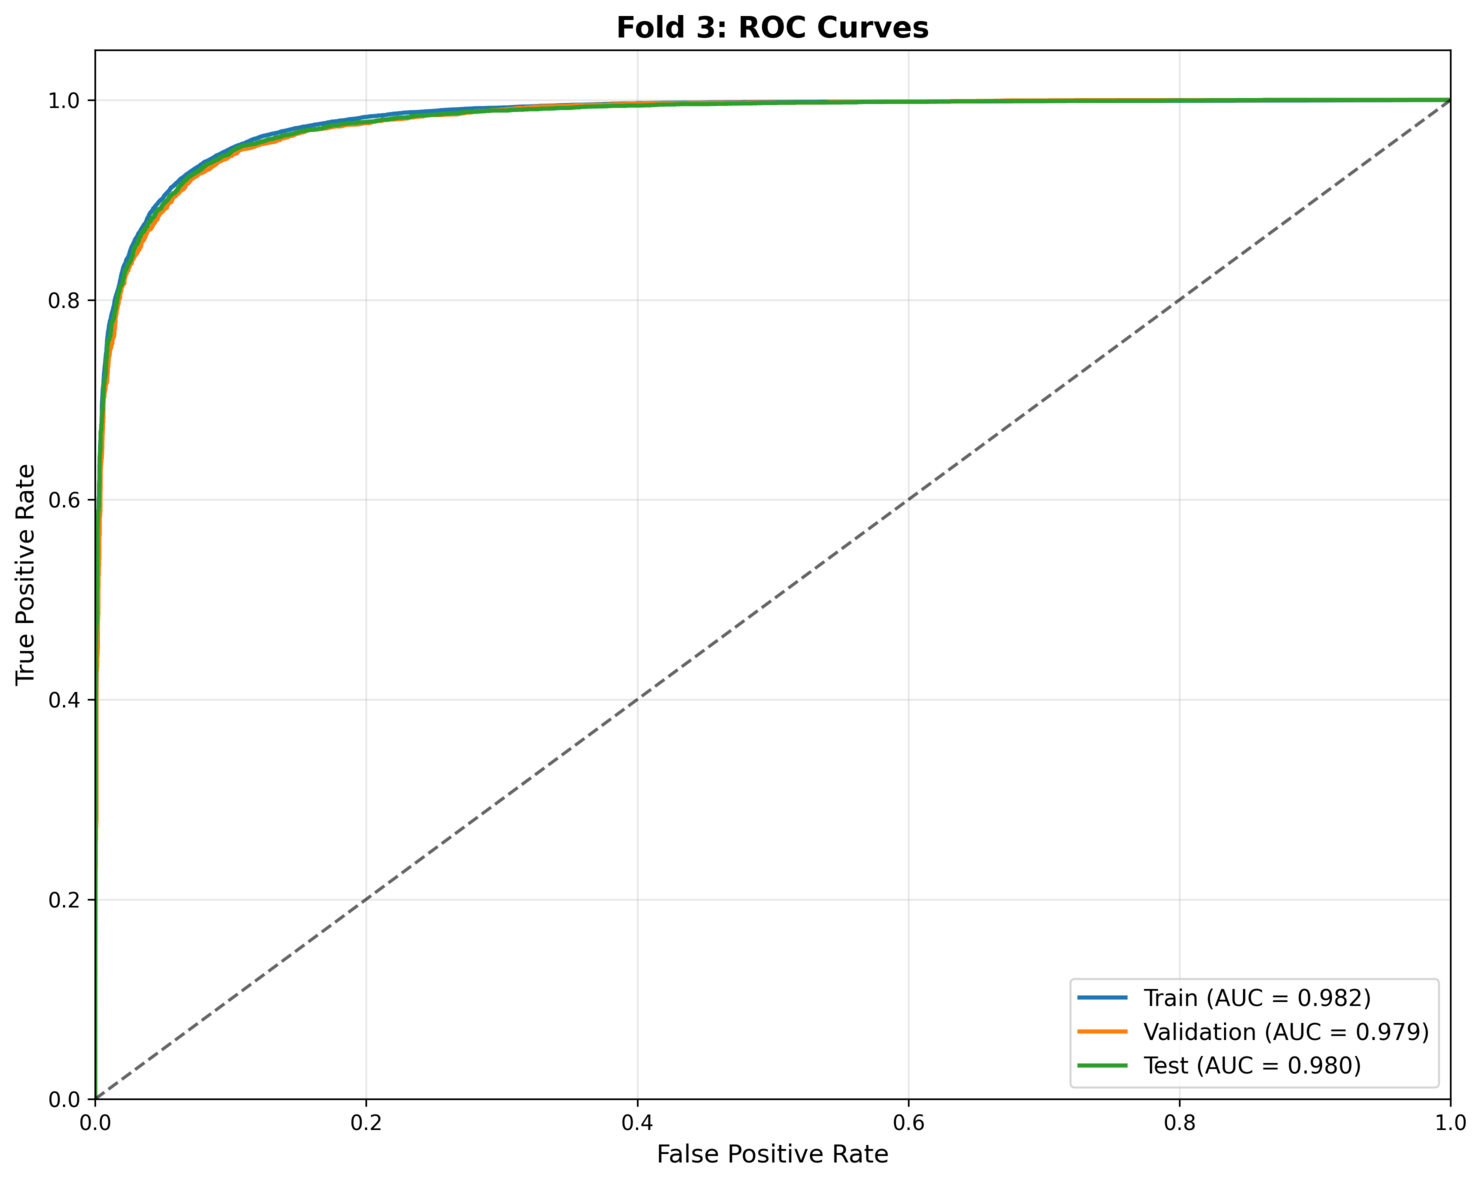 Fold 3: ROC Curves
1.0
0.8
0.6
0.4
0.2
0.0
True Positive Rate
0.0 0.2 0.4 0.6 0.8 1.0
False Positive Rate
Train (AUC = 0.982)
Validation (AUC = 0.979)
Test (AUC = 0.980)